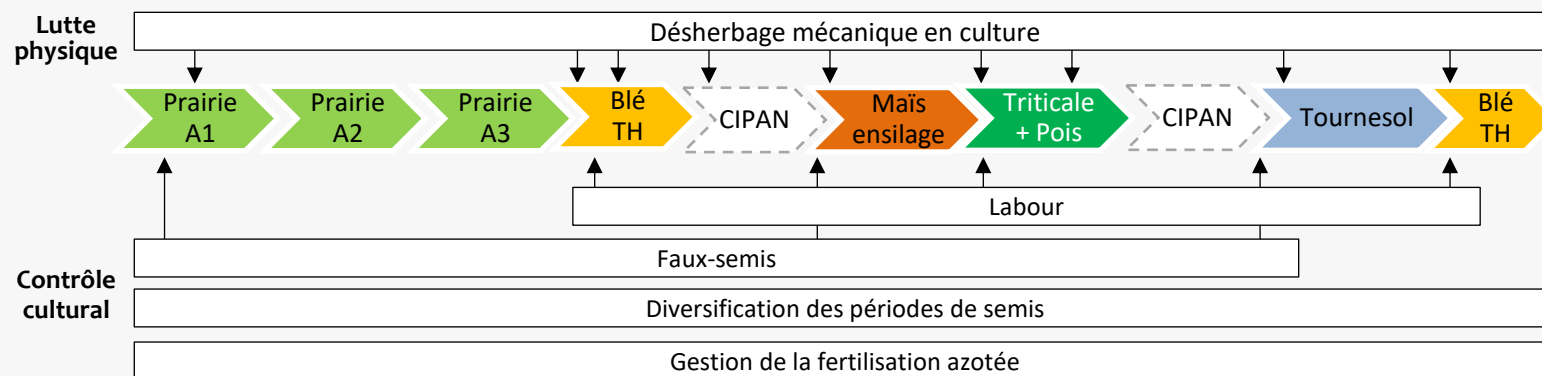 Lutte
physique
Désherbage mécanique en culture
Prairie
A1
Prairie
A2
Prairie
A3
Blé
TH
CIPAN
Maïs
ensilage
Triticale
+ Pois
CIPAN
Tournesol
Blé
TH
Labour
Faux-semis
Contrôle
cultural
Diversification des périodes de semis
Gestion de la fertilisation azotée